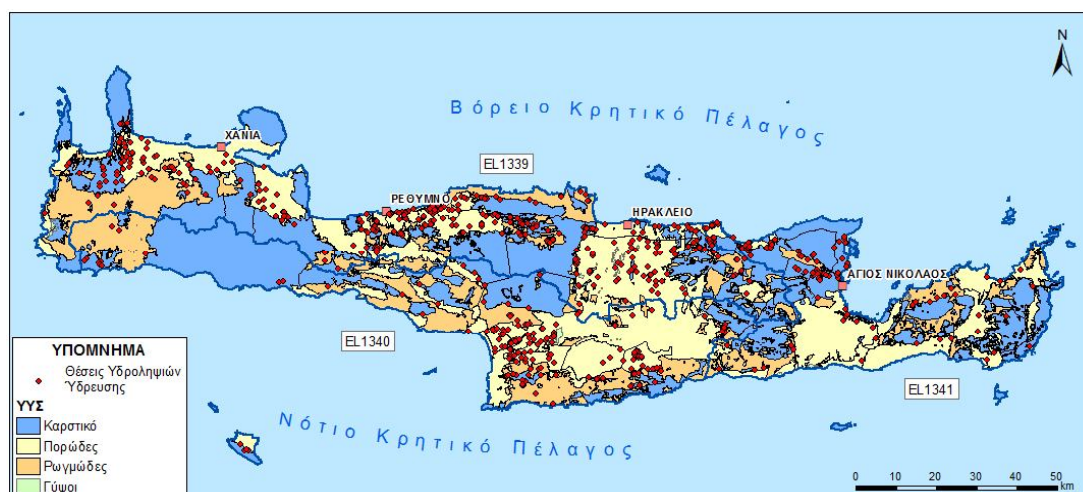 N
Βόρειο Κρητικό Πέλαγος
ΧΑΝΙΑ
EL1339
ΡΕΘΥΜΝΟ
ΗΡΑΚΛΕΙΟ
ΑΓΙΟΣ ΝΙΚΟΛΑΟΣ
EL1340
EL1341
Νότιο Κρητικό Πέλαγος
ΥΠΟΜΝΗΜΑ
Θέσεις Υδροληψιών
Ύδρευσης
ΥΥΣ
Καρστικό
Πορώδες
Ρωγμώδες
Γύψοι
0 10 20 30 40 50
km